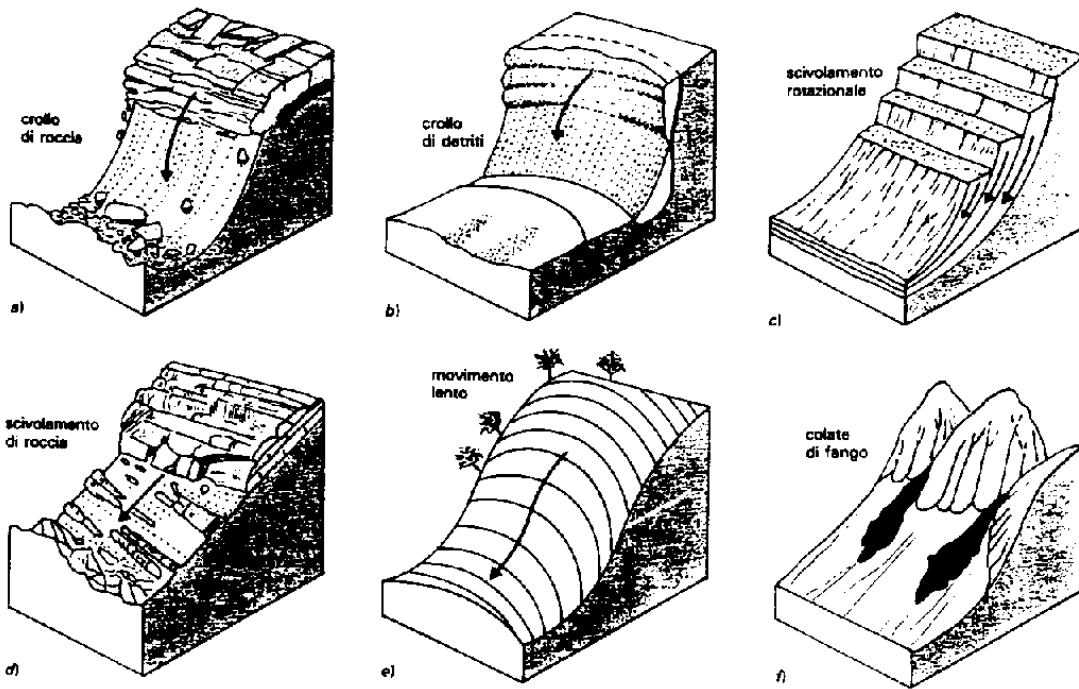 crollo
di roccia
a)
crollo
di detriti
b)
scivolamento
rotazionale
c)
scivolamento
di roccia
d)
movimento
lento
e)
colate
di fango
f)